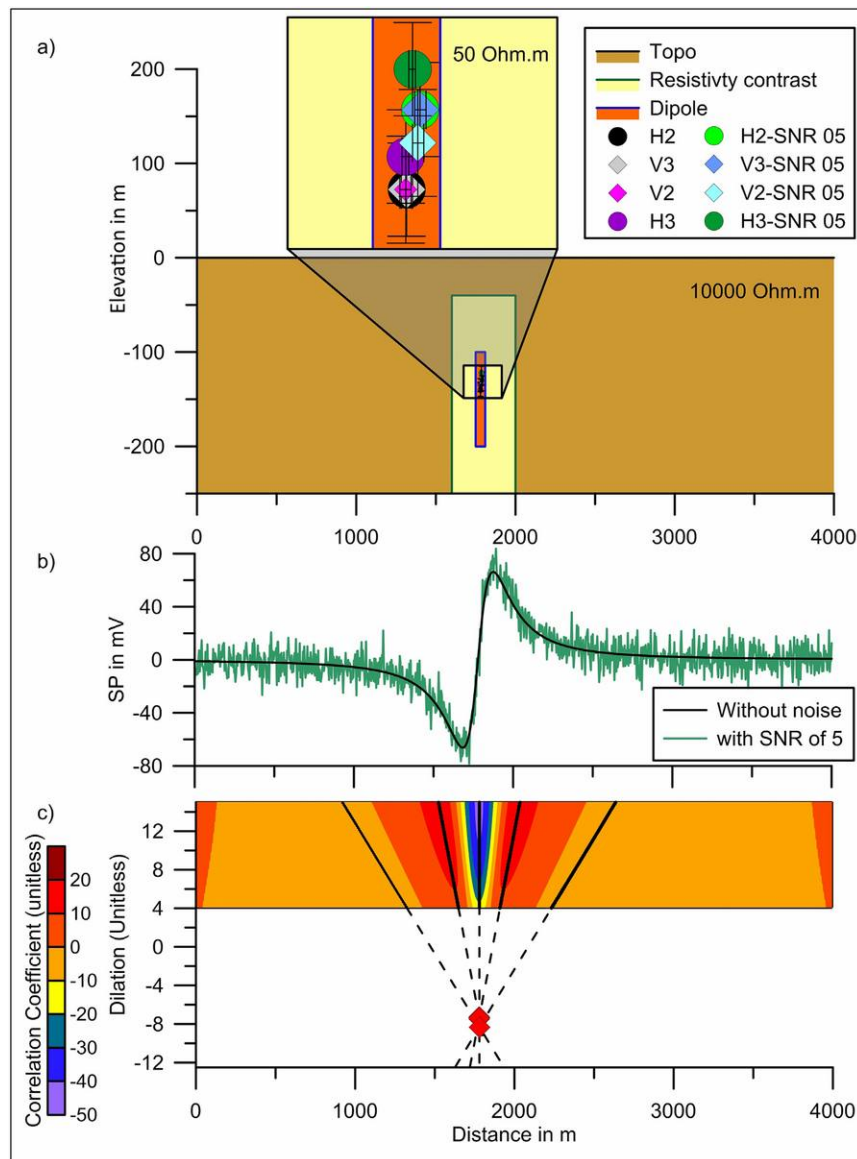 a)
50 Ohm.m
Topo
Resistivty contrast
Dipole
H2
H2-SNR 05
V3
V3-SNR 05
V2
V2-SNR 05
H3
H3-SNR 05
Elevation in m
200
100
0
-100
-200
10000 Ohm.m
0 1000 2000 3000 4000
b)
SP in mV
80
40
0
-40
-80
Without noise
with SNR of 5
c)
Correlation Coefficient (unitless)
20
10
0
-10
-20
-30
-40
-50
Dilation (Unitless)
12
8
4
0
-4
-8
-12
0 1000 2000 3000 4000
Distance in m